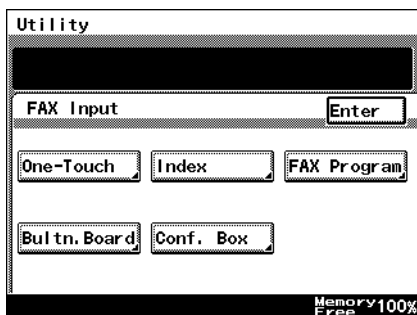 Utility
FAX Input Enter
One-Touch Index FAX Program
Bultn.Board Conf. Box
Memory
Free 100%